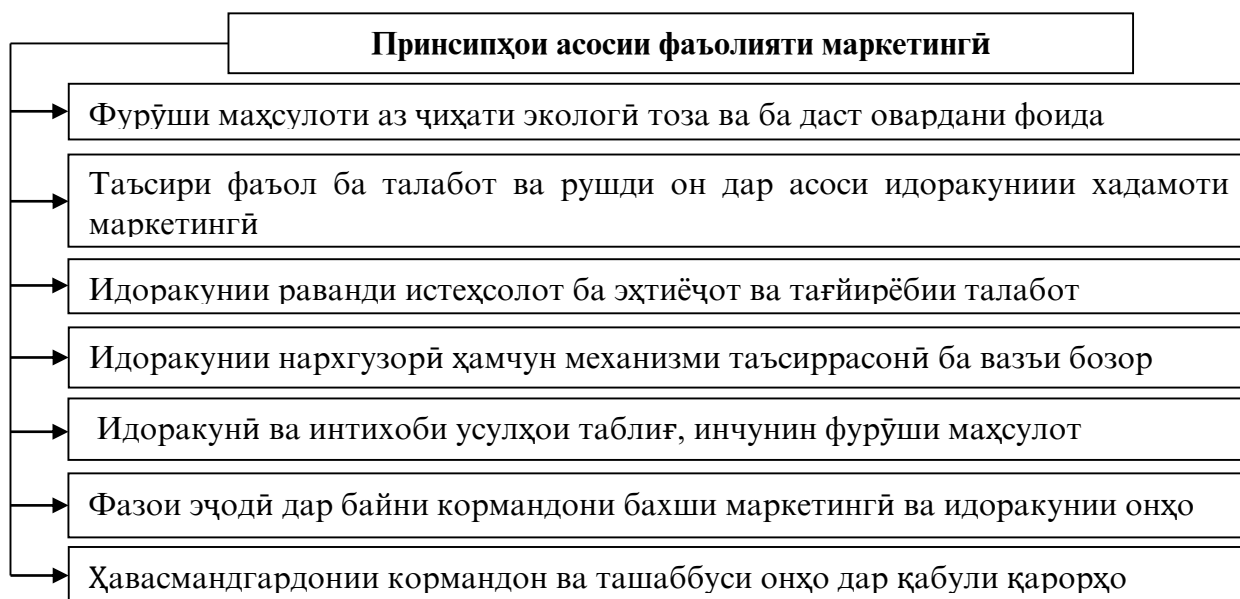 Принсипҳои асосии фаъолияти маркетингӣ
Фурӯши маҳсулоти аз ҷиҳати экологӣ тоза ва ба даст овардани фоида
Таъсири фаъол ба талабот ва рушди он дар асоси идоракуниии хадамоти
маркетингӣ
Идоракунии раванди истеҳсолот ба эҳтиёҷот ва тағйирёбии талабот
Идоракунии нархгузорӣ ҳамчун механизми таъсиррасонӣ ба вазъи бозор
Идоракунӣ ва интихоби усулҳои таблиғ, инчунин фурӯши маҳсулот
Фазои эҷодӣ дар байни кормандони бахши маркетингӣ ва идоракунии онҳо
Ҳавасмандгардонии кормандон ва ташаббуси онҳо дар қабули қарорҳо